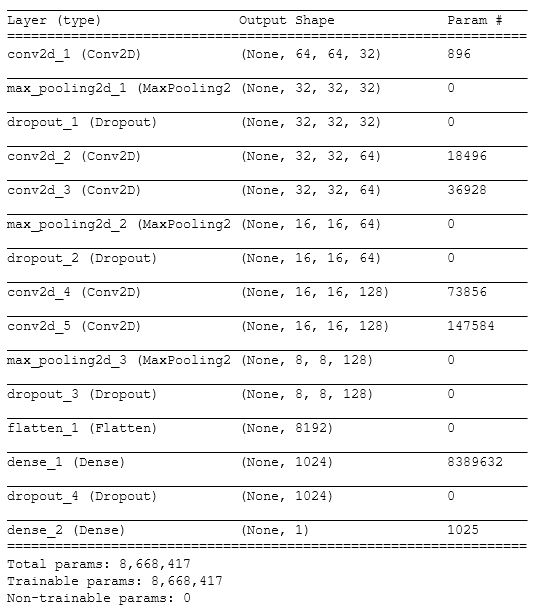 Layer (type) Output Shape Param #
conv2d_1 (Conv2D) (None, 64, 64, 32) 896
max_pooling2d_1 (MaxPooling2 (None, 32, 32, 32) 0
dropout_1 (Dropout) (None, 32, 32, 32) 0
conv2d_2 (Conv2D) (None, 32, 32, 64) 18496
conv2d_3 (Conv2D) (None, 32, 32, 64) 36928
max_pooling2d_2 (MaxPooling2 (None, 16, 16, 64) 0
dropout_2 (Dropout) (None, 16, 16, 64) 0
conv2d_4 (Conv2D) (None, 16, 16, 128) 73856
conv2d_5 (Conv2D) (None, 16, 16, 128) 147584
max_pooling2d_3 (MaxPooling2 (None, 8, 8, 128) 0
dropout_3 (Dropout) (None, 8, 8, 128) 0
flatten_1 (Flatten) (None, 8192) 0
dense_1 (Dense) (None, 1024) 8389632
dropout_4 (Dropout) (None, 1024) 0
dense_2 (Dense) (None, 1) 1025
Total params: 8,668,417
Trainable params: 8,668,417
Non-trainable params: 0